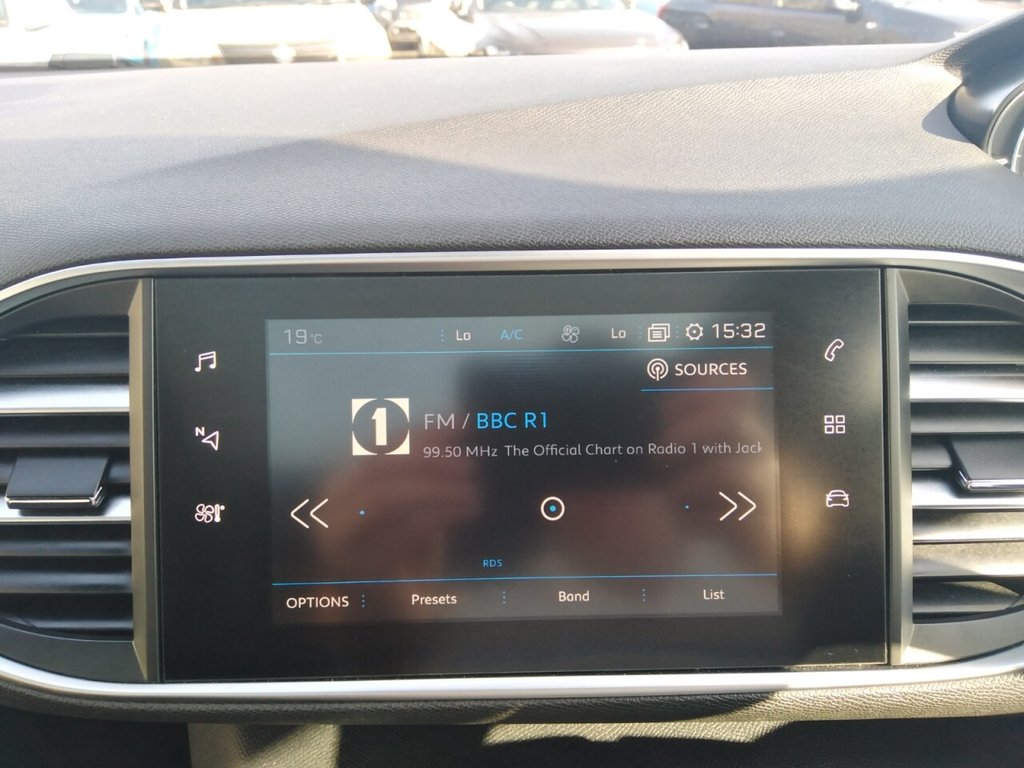 19°C Lo A/C Lo 15:32
SOURCES
1 FM / BBC R1
99.50 MHz The Official Chart on Radio 1 with Jack
N
RDS
OPTIONS Presets Band List